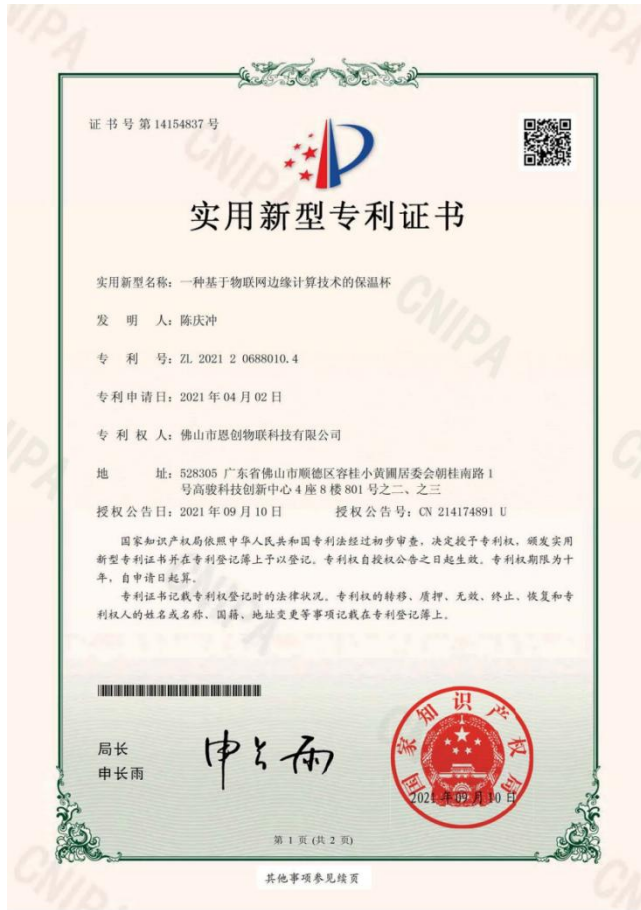 证书号第14154837号
实用新型专利证书
实用新型名称：一种基于物联网边缘计算技术的保温杯
发 明 人：陈庆冲
专 利 号：ZL 2021 2 0688010.4
专利申请日：2021年04月02日
专 利 权 人：佛山市恩创物联科技有限公司
地 址：528305 广东省佛山市顺德区容桂小黄圃居委会朝桂南路1
号高骏科技创新中心4座8楼801号之二、之三
授权公告日：2021年09月10日 授权公告号：CN 214174891 U
国家知识产权局依照中华人民共和国专利法经过初步审查，决定授予专利权，颁发实用
新型专利证书并在专利登记簿上予以登记。专利权自授权公告之日起生效。专利权期限为十
年，自申请日起算。
专利证书记载专利权登记时的法律状况。专利权的转移、质押、无效、终止、恢复和专
利权人的姓名或名称、国籍、地址变更等事项记载在专利登记簿上。
局长
申长雨
申长雨
国家知识产权局
2021年09月10日
第 1 页 (共 2 页)
其他事项参见续页
CNIPA
CNIPA
CNIPA
CNIPA
CNIPA